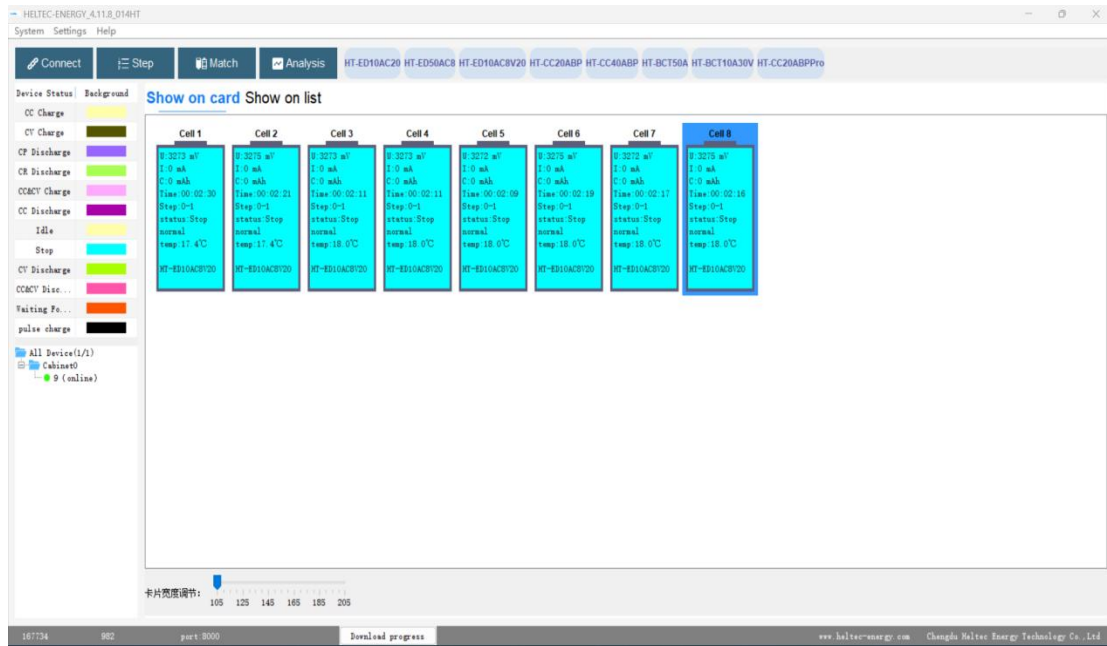 HELTEC-ENERGY_4.11.8_014HT
System Settings Help
Connect Step Match Analysis HT-ED10AC20 HT-ED50AC8 HT-ED10AC8V20 HT-CC20ABP HT-CC40ABP HT-BCT50A HT-BCT10A30V HT-CC20ABPPro
Device Status Background
CC Charge
CV Charge
CP Discharge
CR Discharge
CC&CV Charge
CC Discharge
Idle
Stop
CV Discharge
CC&CV Disc...
Waiting Fo...
pulse charge
All Device(1/1)
Cabinet0
9 (online)
Show on card Show on list
Cell 1 Cell 2 Cell 3 Cell 4 Cell 5 Cell 6 Cell 7 Cell 8
U:3273 mV U:3275 mV U:3273 mV U:3273 mV U:3272 mV U:3273 mV U:3272 mV U:3275 mV
I:0 mA I:0 mA I:0 mA I:0 mA I:0 mA I:0 mA I:0 mA I:0 mA
C:0 mAh C:0 mAh C:0 mAh C:0 mAh C:0 mAh C:0 mAh C:0 mAh C:0 mAh
Time:00:02:30 Time:00:02:21 Time:00:02:11 Time:00:02:11 Time:00:02:09 Time:00:02:19 Time:00:02:17 Time:00:02:16
Step:0-1 Step:0-1 Step:0-1 Step:0-1 Step:0-1 Step:0-1 Step:0-1 Step:0-1
status:Stop status:Stop status:Stop status:Stop status:Stop status:Stop status:Stop status:Stop
normal normal normal normal normal normal normal normal
temp:17.4℃ temp:17.4℃ temp:18.0℃ temp:18.0℃ temp:18.0℃ temp:18.0℃ temp:18.0℃ temp:18.0℃
HT-ED10AC8V20 HT-ED10AC8V20 HT-ED10AC8V20 HT-ED10AC8V20 HT-ED10AC8V20 HT-ED10AC8V20 HT-ED10AC8V20 HT-ED10AC8V20
卡片宽度调节:
105 125 145 165 185 205
167734 982 port:9000 Download progress www.heltec-energy.com Chengdu Heltec Energy Technology Co.,Ltd